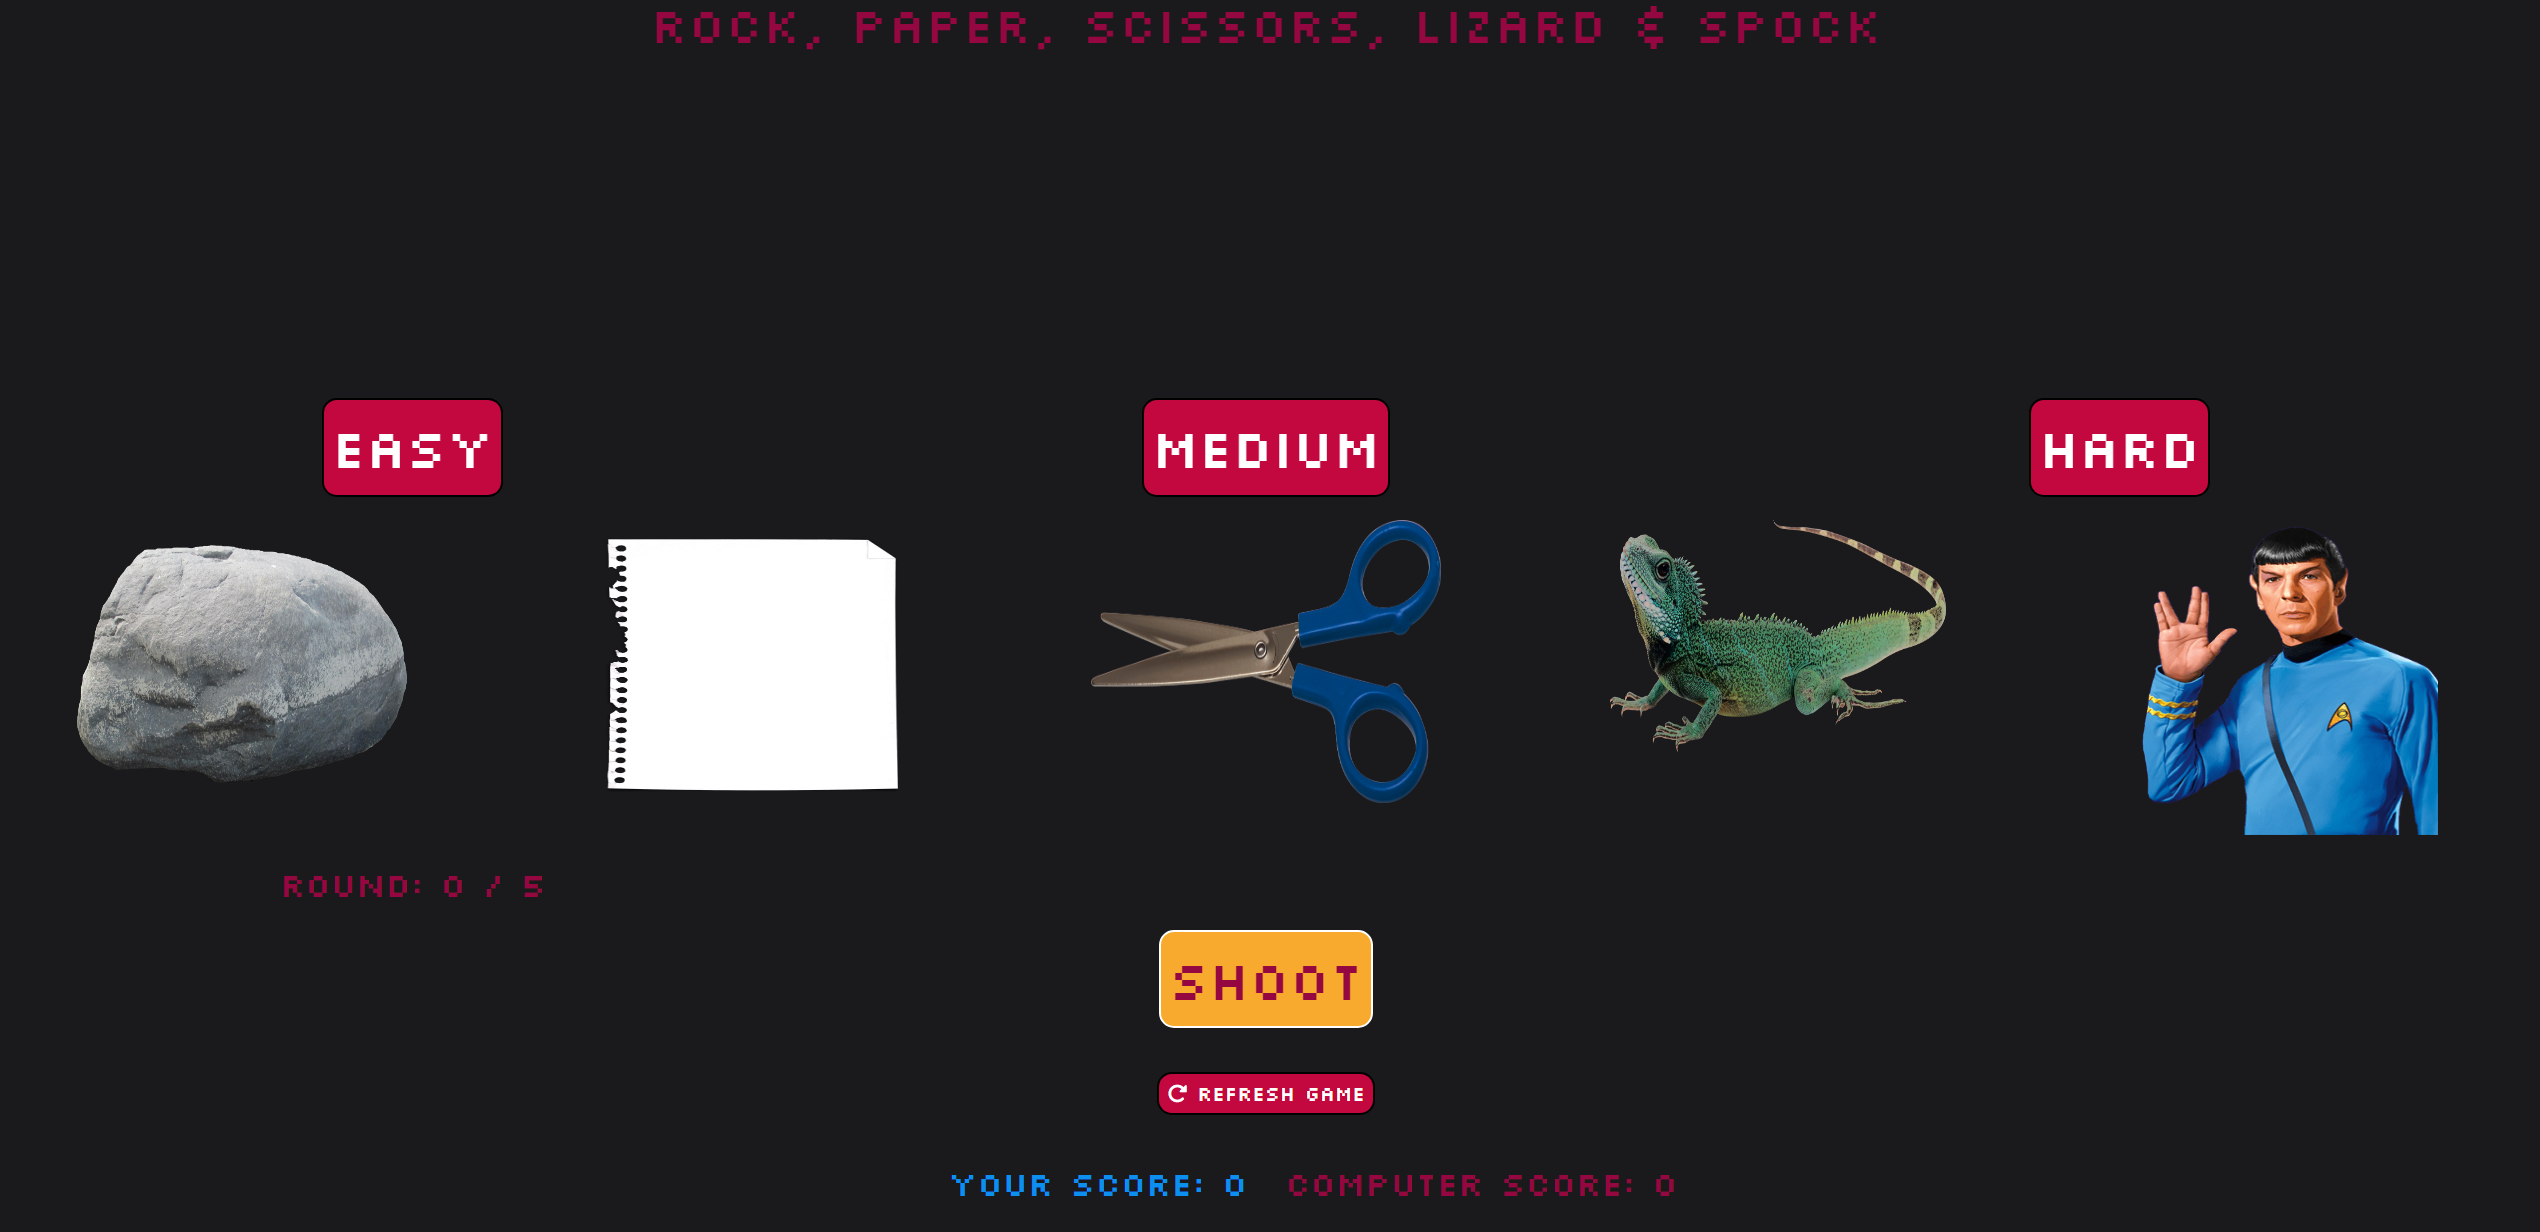 ROCK, PAPER, SCISSORS, LIZARD & SPOCK
EASY
MEDIUM
HARD
ROUND: 0 / 5
SHOOT
REFRESH GAME
YOUR SCORE: 0
COMPUTER SCORE: 0